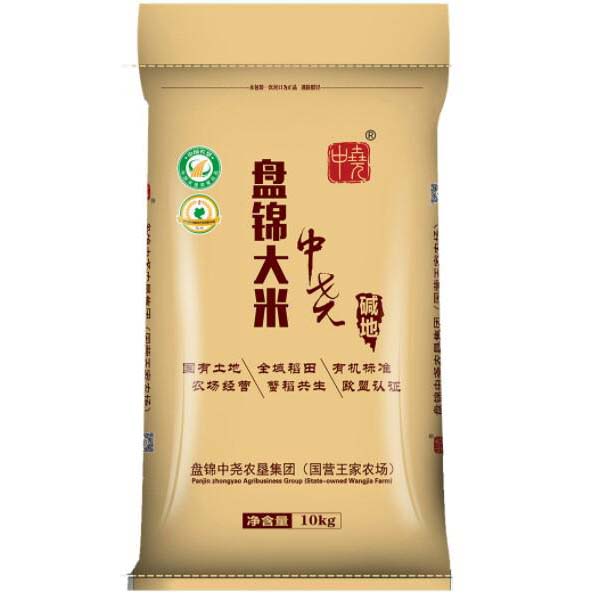 中尧
®
盘锦大米
中尧
碱地
国有土地 全域稻田 有机标准
农场经营 蟹稻共生 欧盟认证
盘锦中尧农垦集团（国营王家农场）
Panjin zhongyao Agribusiness Group (State-owned Wangjia Farm)
净含量 10kg